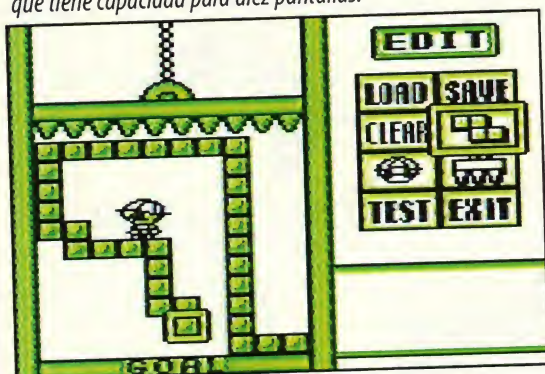 que tiene capacidad para diez pantallas.
EDIT
LOAD SAVE
CLEAR
TEST EXIT
GOAL